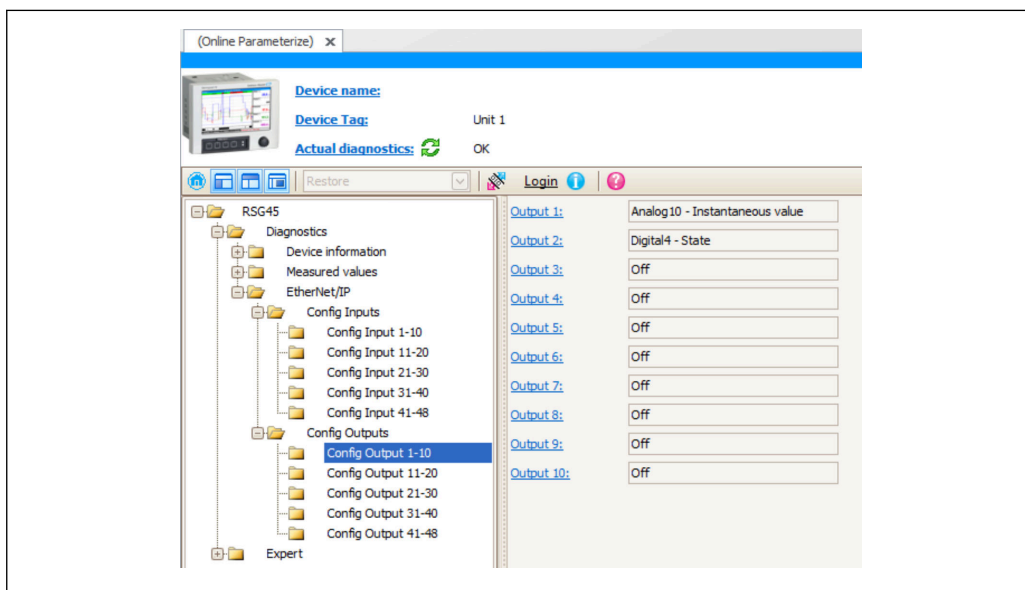 (Online Parameterize) x
Device name:
Device Tag: Unit 1
Actual diagnostics: OK
Restore Login
RSG45
Diagnostics
Device information
Measured values
EtherNet/IP
Config Inputs
Config Input 1-10
Config Input 11-20
Config Input 21-30
Config Input 31-40
Config Input 41-48
Config Outputs
Config Output 1-10
Config Output 11-20
Config Output 21-30
Config Output 31-40
Config Output 41-48
Expert
Output 1: Analog10 - Instantaneous value
Output 2: Digital4 - State
Output 3: Off
Output 4: Off
Output 5: Off
Output 6: Off
Output 7: Off
Output 8: Off
Output 9: Off
Output 10: Off